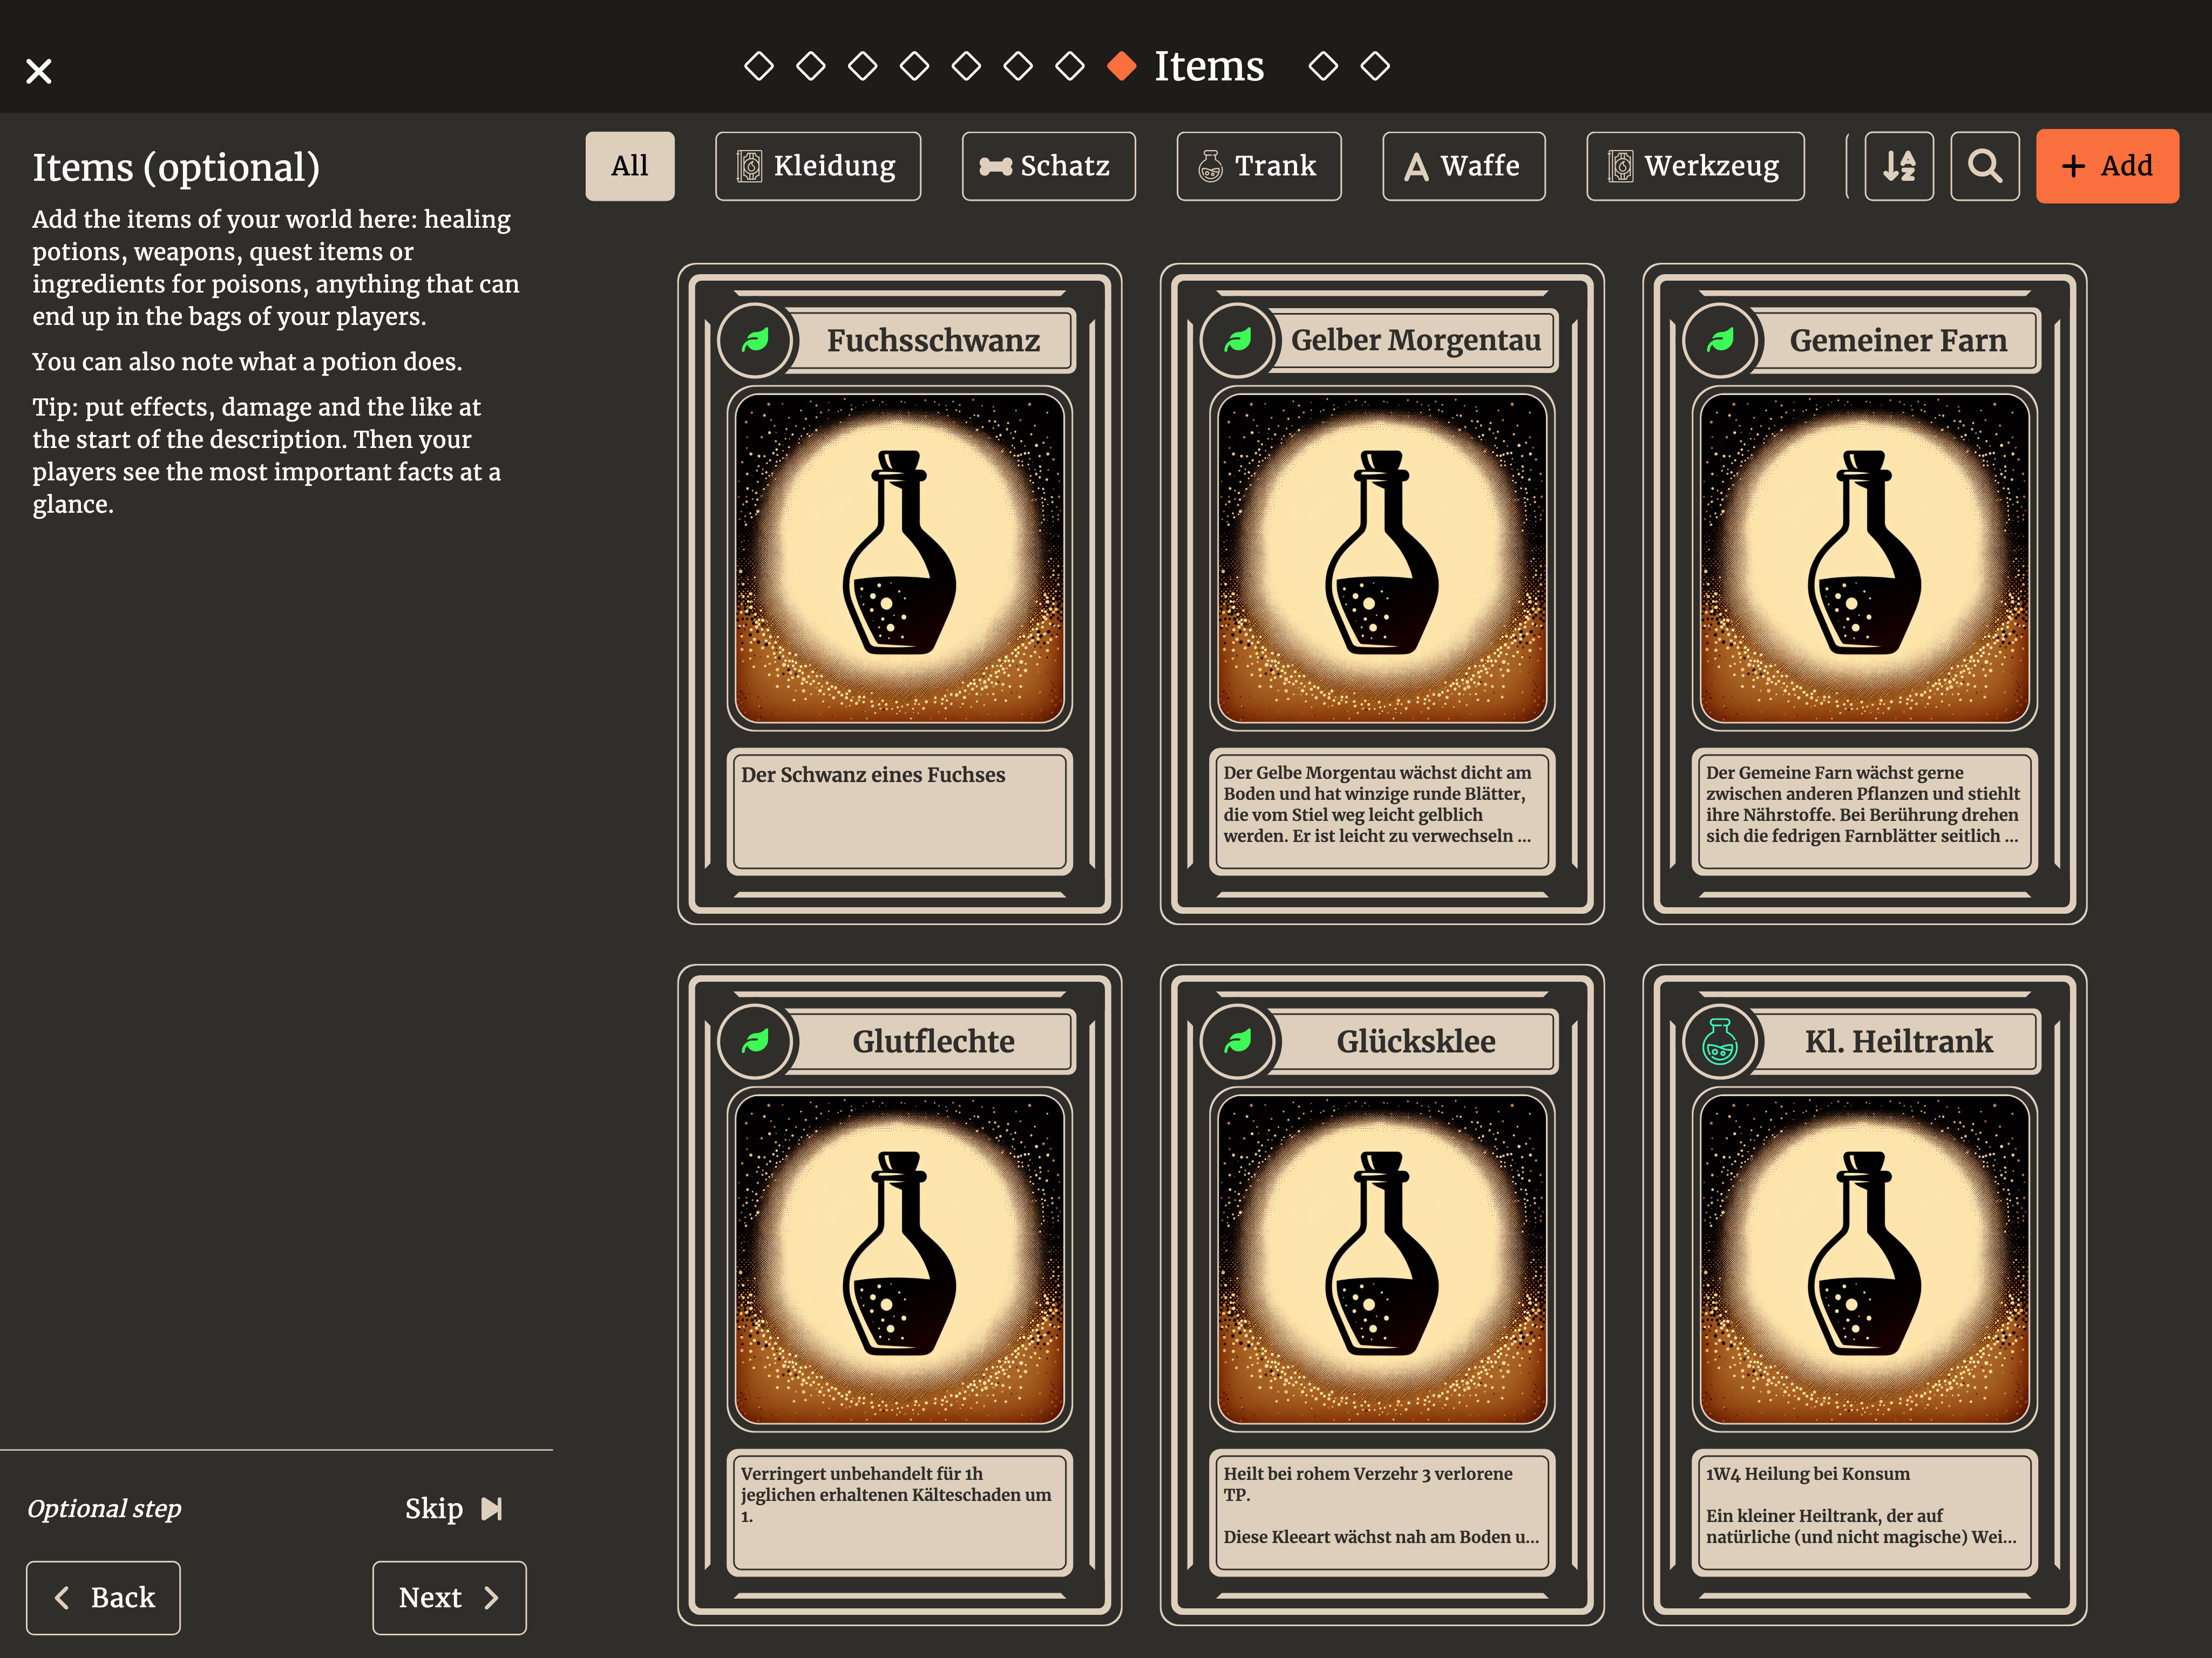 Items
Items (optional)
Add the items of your world here: healing
potions, weapons, quest items or
ingredients for poisons, anything that can
end up in the bags of your players.
You can also note what a potion does.
Tip: put effects, damage and the like at
the start of the description. Then your
players see the most important facts at a
glance.
Optional step
Skip
Back
Next
All
Kleidung
Schatz
Trank
Waffe
Werkzeug
Add
Fuchsschwanz
Der Schwanz eines Fuchses
Gelber Morgentau
Der Gelbe Morgentau wächst dicht am
Boden und hat winzige runde Blätter,
die vom Stiel weg leicht gelblich
werden. Er ist leicht zu verwechseln ...
Gemeiner Farn
Der Gemeine Farn wächst gerne
zwischen anderen Pflanzen und stiehlt
ihre Nährstoffe. Bei Berührung drehen
sich die fedrigen Farnblätter seitlich ...
Glutflechte
Verringert unbehandelt für 1h
jeglichen erhaltenen Kälteschaden um
1.
Glücksklee
Heilt bei rohem Verzehr 3 verlorene
TP.
Diese Kleeart wächst nah am Boden u...
Kl. Heiltrank
1W4 Heilung bei Konsum
Ein kleiner Heiltrank, der auf
natürliche (und nicht magische) Wei...